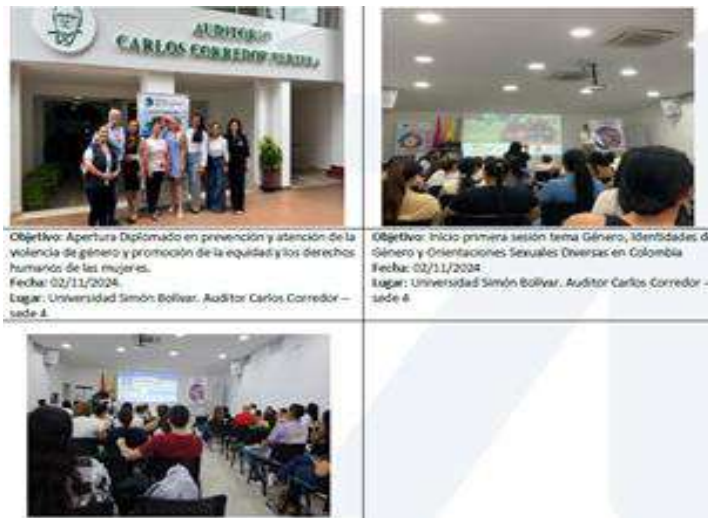 AUDITORIO
CARLOS CORREDOR
Objetivo: Apertura Diplomado en prevención y atención de la
violencia de género y promoción de la equidad y los derechos
humanos de las mujeres.
Fecha: 02/11/2024.
Lugar: Universidad Simón Bolívar. Auditor Carlos Corredor –
sede 4.
Objetivo: Inicio primera sesión tema Género, Identidades d
Género y Orientaciones Sexuales Diversas en Colombia
Fecha: 02/11/2024
Lugar: Universidad Simón Bolívar. Auditor Carlos Corredor –
sede 4